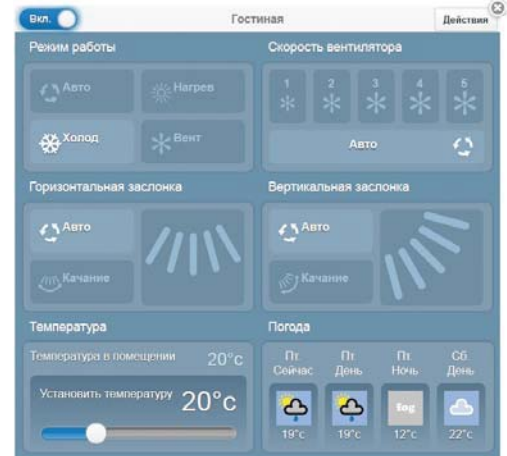 Вкл.
Гостиная
Действия
Режим работы
Авто
Нагрев
Холод
Вент
Скорость вентилятора
1 2 3 4 5
Авто
Горизонтальная заслонка
Авто
Качание
Вертикальная заслонка
Авто
Качание
Температура
Температура в помещении 20°c
Установить температуру 20°c
Погода
Пт Пт Пт Сб
Сейчас День Ночь День
fog
19°c 19°c 12°c 22°c